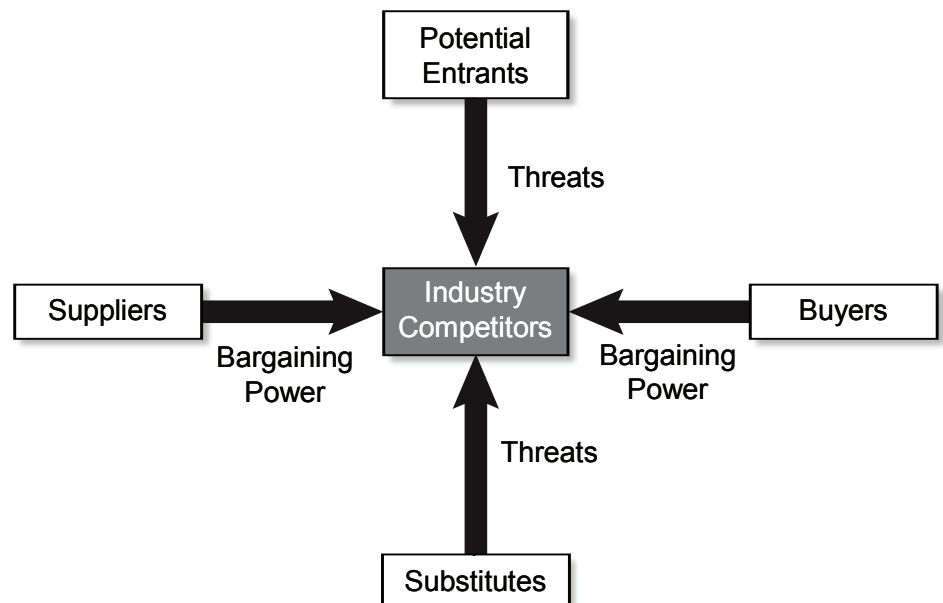 Potential
Entrants
Threats
Suppliers
Industry
Competitors
Buyers
Bargaining
Power
Bargaining
Power
Threats
Substitutes